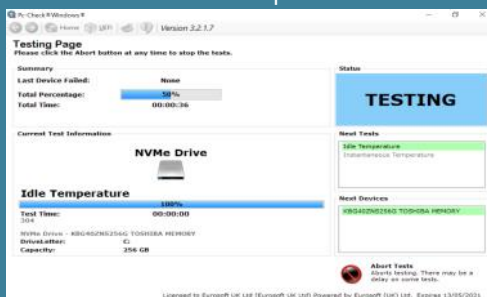 Pc-Check®Windows®
Home
UEFI
Version 3.2.1.7
Testing Page
Please click the Abort button at any time to stop the tests.
Summary
Last Device Failed: None
Total Percentage: 50%
Total Time: 00:00:36
Status
TESTING
Current Test Information
NVMe Drive
Idle Temperature
100%
Test Time: 00:00:00
304
NVMe Drive - KBG40ZNS256G TOSHIBA MEMORY
DriveLetter: C:
Capacity: 256 GB
Next Tests
Idle Temperature
Instantaneous Temperature
Next Devices
KBG40ZNS256G TOSHIBA MEMORY
Abort Tests
Aborts testing. There may be a
delay on some tests.
Licensed to Eurosoft UK Ltd (Eurosoft UK Ltd) Powered by Eurosoft (UK) Ltd. Expires 13/05/2021